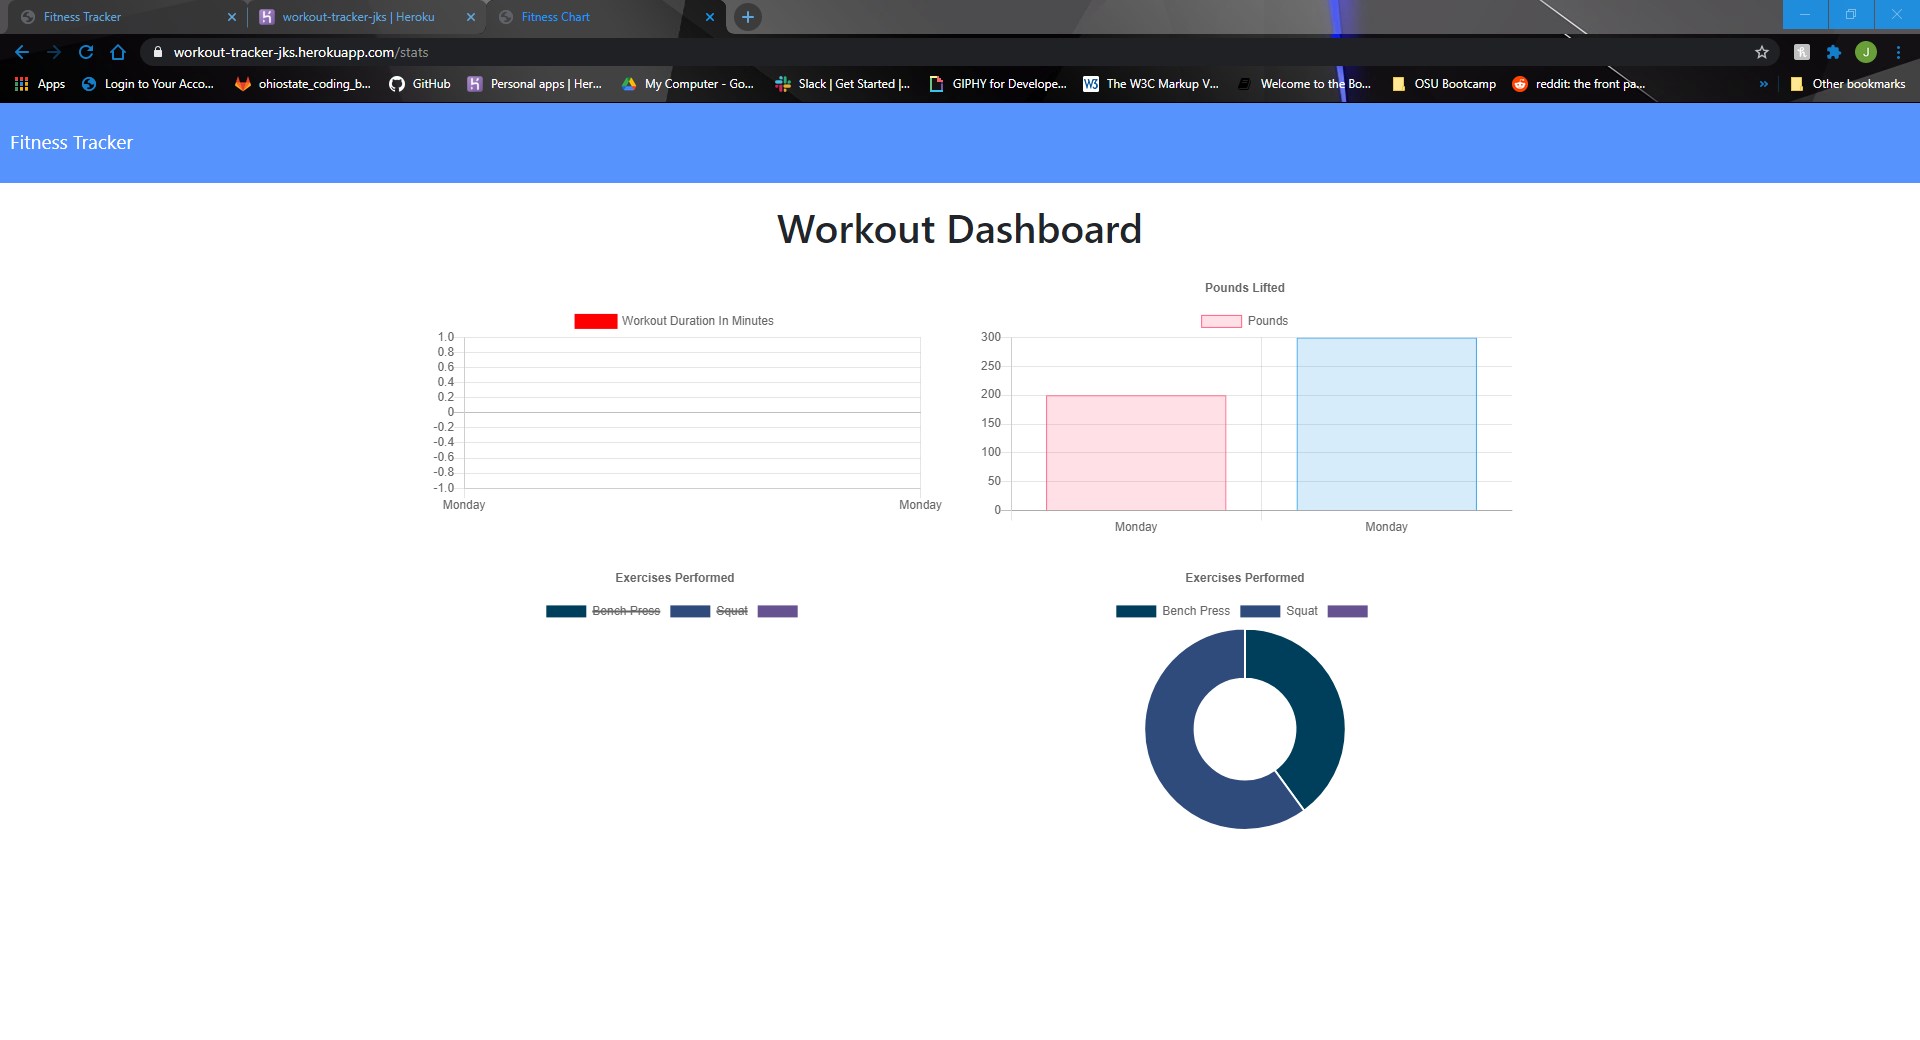 Fitness Tracker
workout-tracker-jks | Heroku
Fitness Chart
workout-tracker-jks.herokuapp.com/stats
J
Apps
Login to Your Acco...
ohiostate_coding_b...
GitHub
Personal apps | Her...
My Computer - Go...
Slack | Get Started |...
GIPHY for Develope...
W3
The W3C Markup V...
Welcome to the Bo...
OSU Bootcamp
reddit: the front pa...
»
Other bookmarks
Fitness Tracker
Workout Dashboard
Workout Duration In Minutes
1.0
0.8
0.6
0.4
0.2
0
-0.2
-0.4
-0.6
-0.8
-1.0
Monday Monday
Pounds Lifted
Pounds
300
250
200
150
100
50
0
Monday Monday
Exercises Performed
Bench Press Squat
Exercises Performed
Bench Press Squat